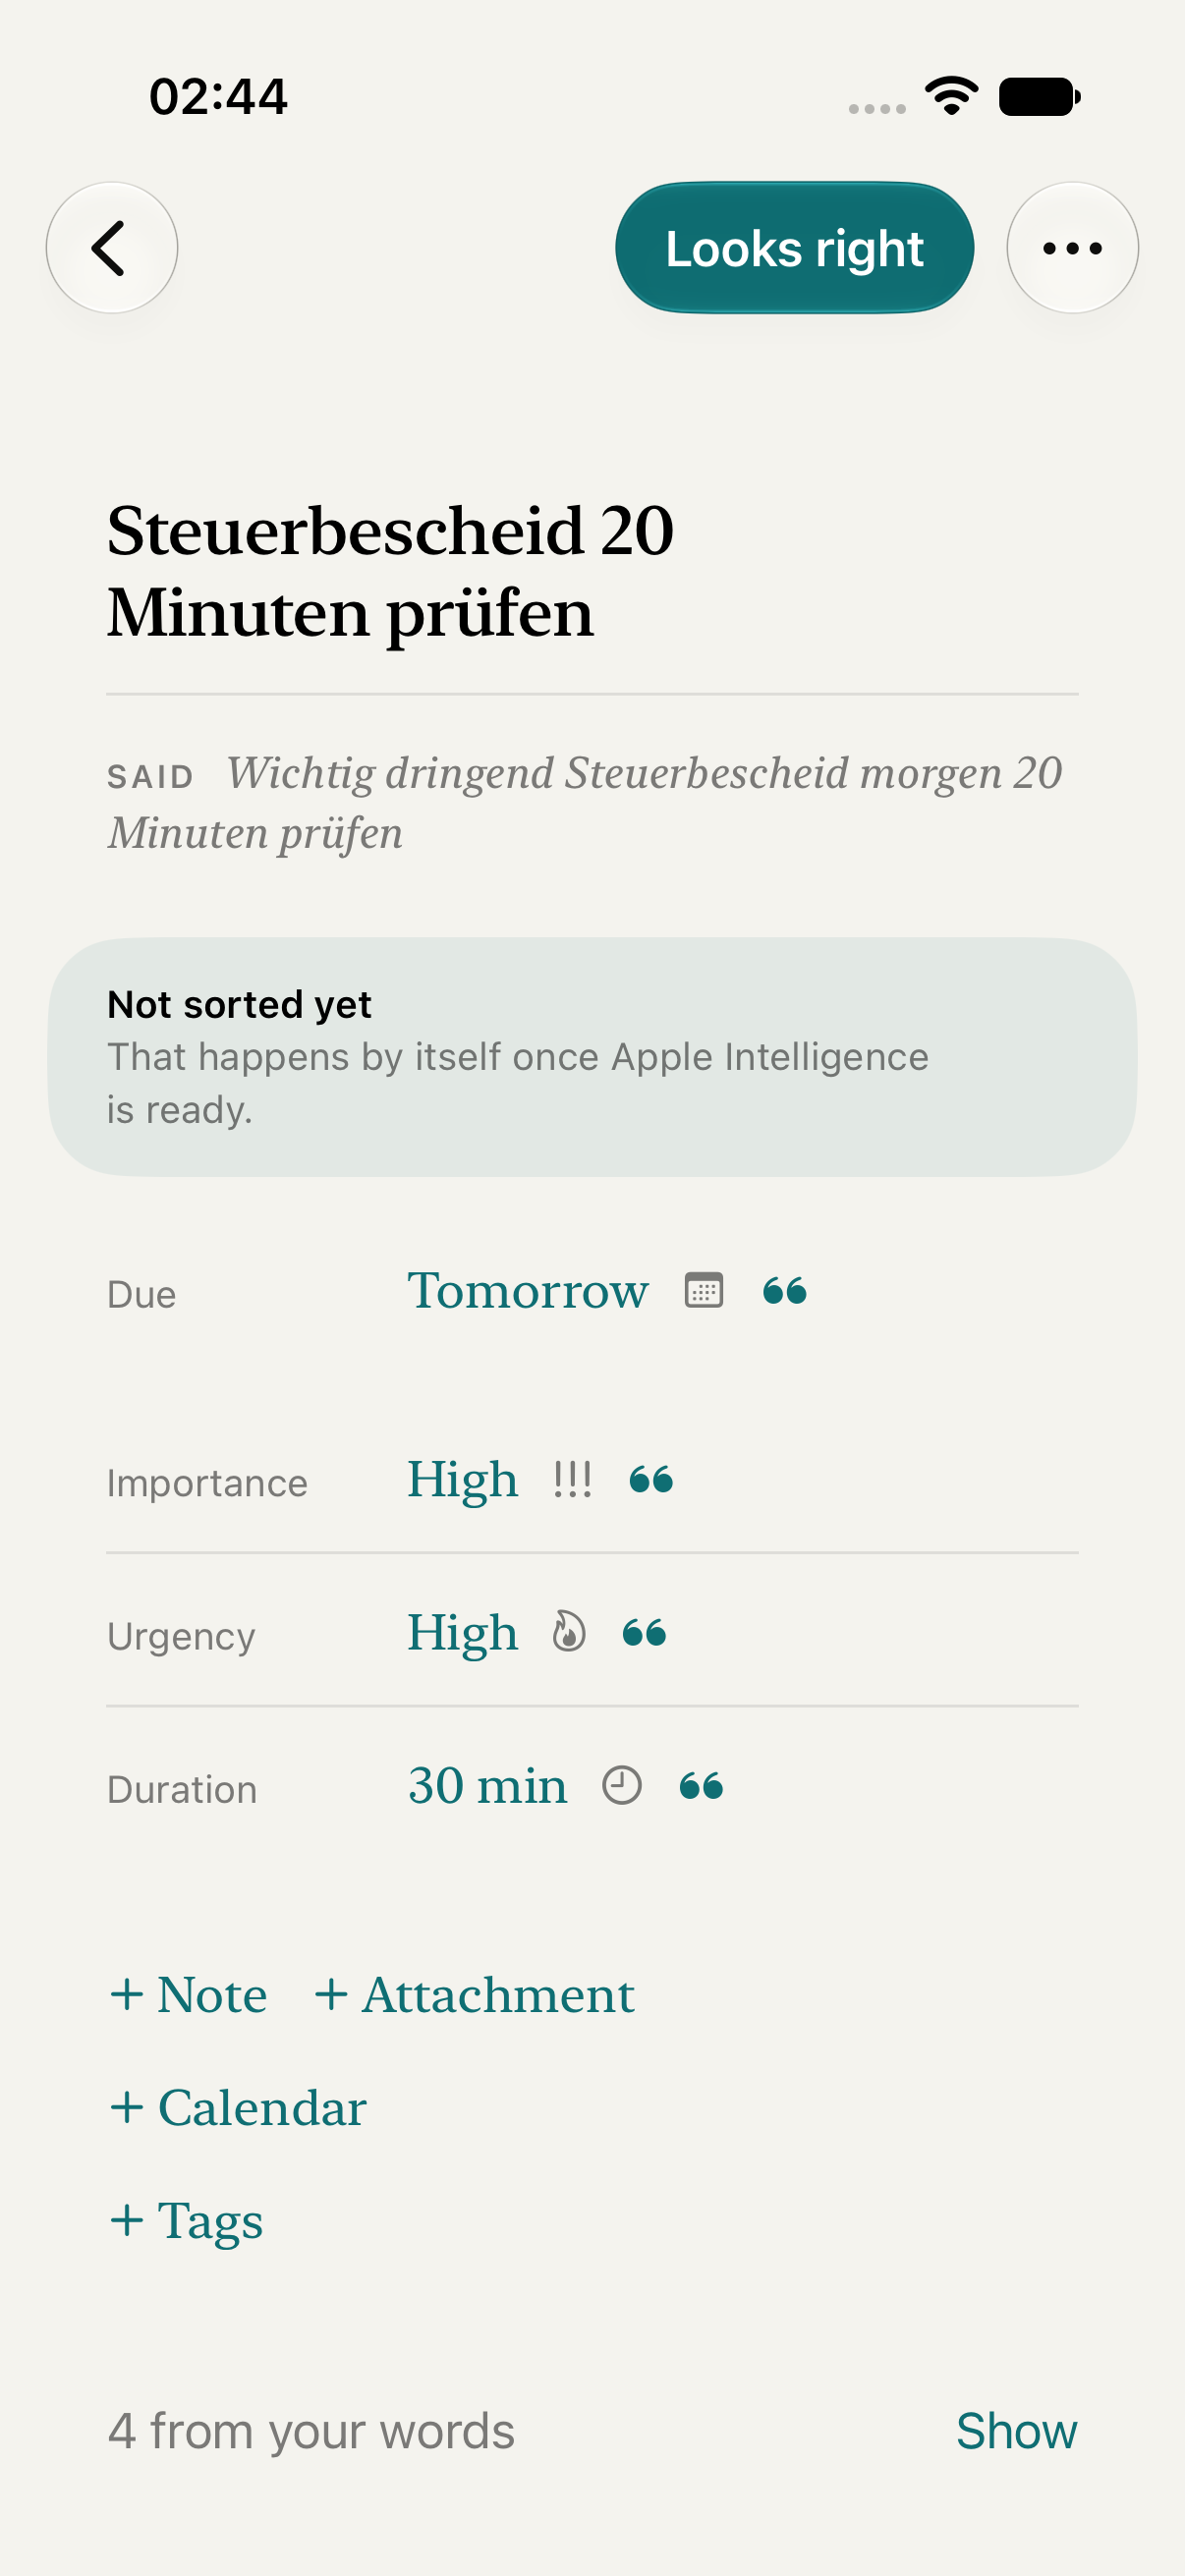 02:44
Looks right
Steuerbescheid 20
Minuten prüfen
SAID Wichtig dringend Steuerbescheid morgen 20
Minuten prüfen
Not sorted yet
That happens by itself once Apple Intelligence
is ready.
Due Tomorrow
Importance High !!!
Urgency High
Duration 30 min
+ Note + Attachment
+ Calendar
+ Tags
4 from your words Show